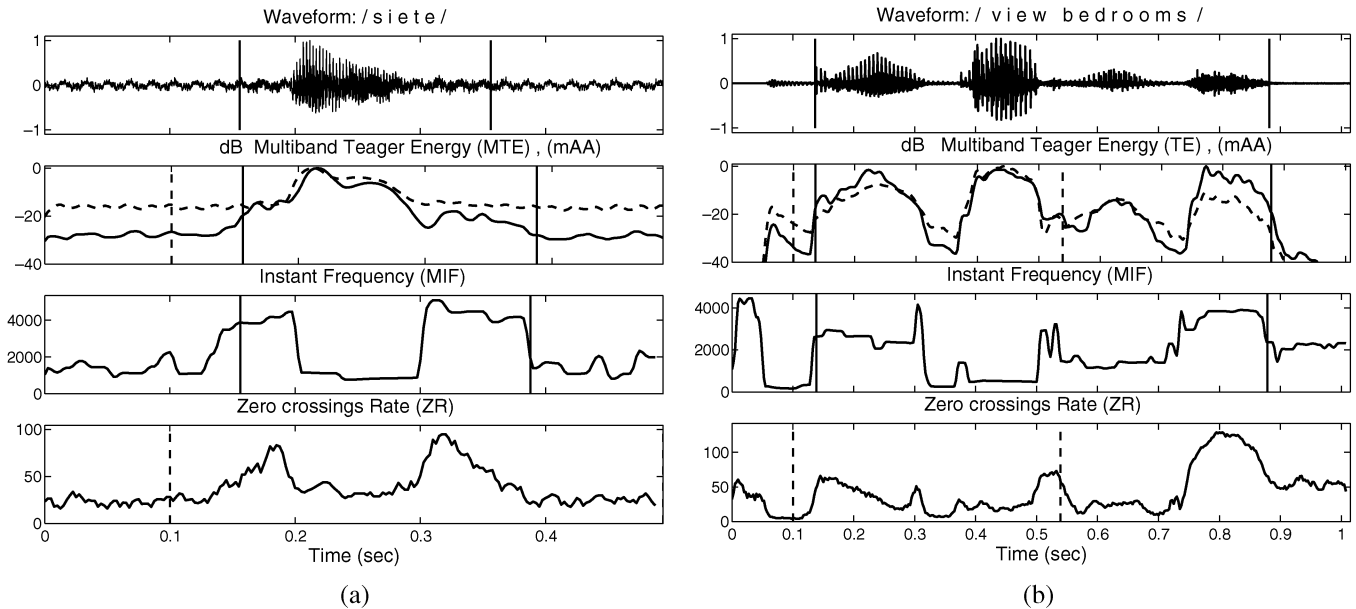 Waveform: / s i e t e /
1
0
−1
dB Multiband Teager Energy (MTE) , (mAA)
0
−20
−40
Instant Frequency (MIF)
4000
2000
0
Zero crossings Rate (ZR)
100
50
0
0 0.1 0.2 0.3 0.4
Time (sec)
(a)
Waveform: / v i e w b e d r o o m s /
1
0
−1
dB Multiband Teager Energy (TE) , (mAA)
0
−20
−40
Instant Frequency (MIF)
4000
2000
0
Zero crossings Rate (ZR)
100
50
0
0 0.1 0.2 0.3 0.4 0.5 0.6 0.7 0.8 0.9 1
Time (sec)
(b)